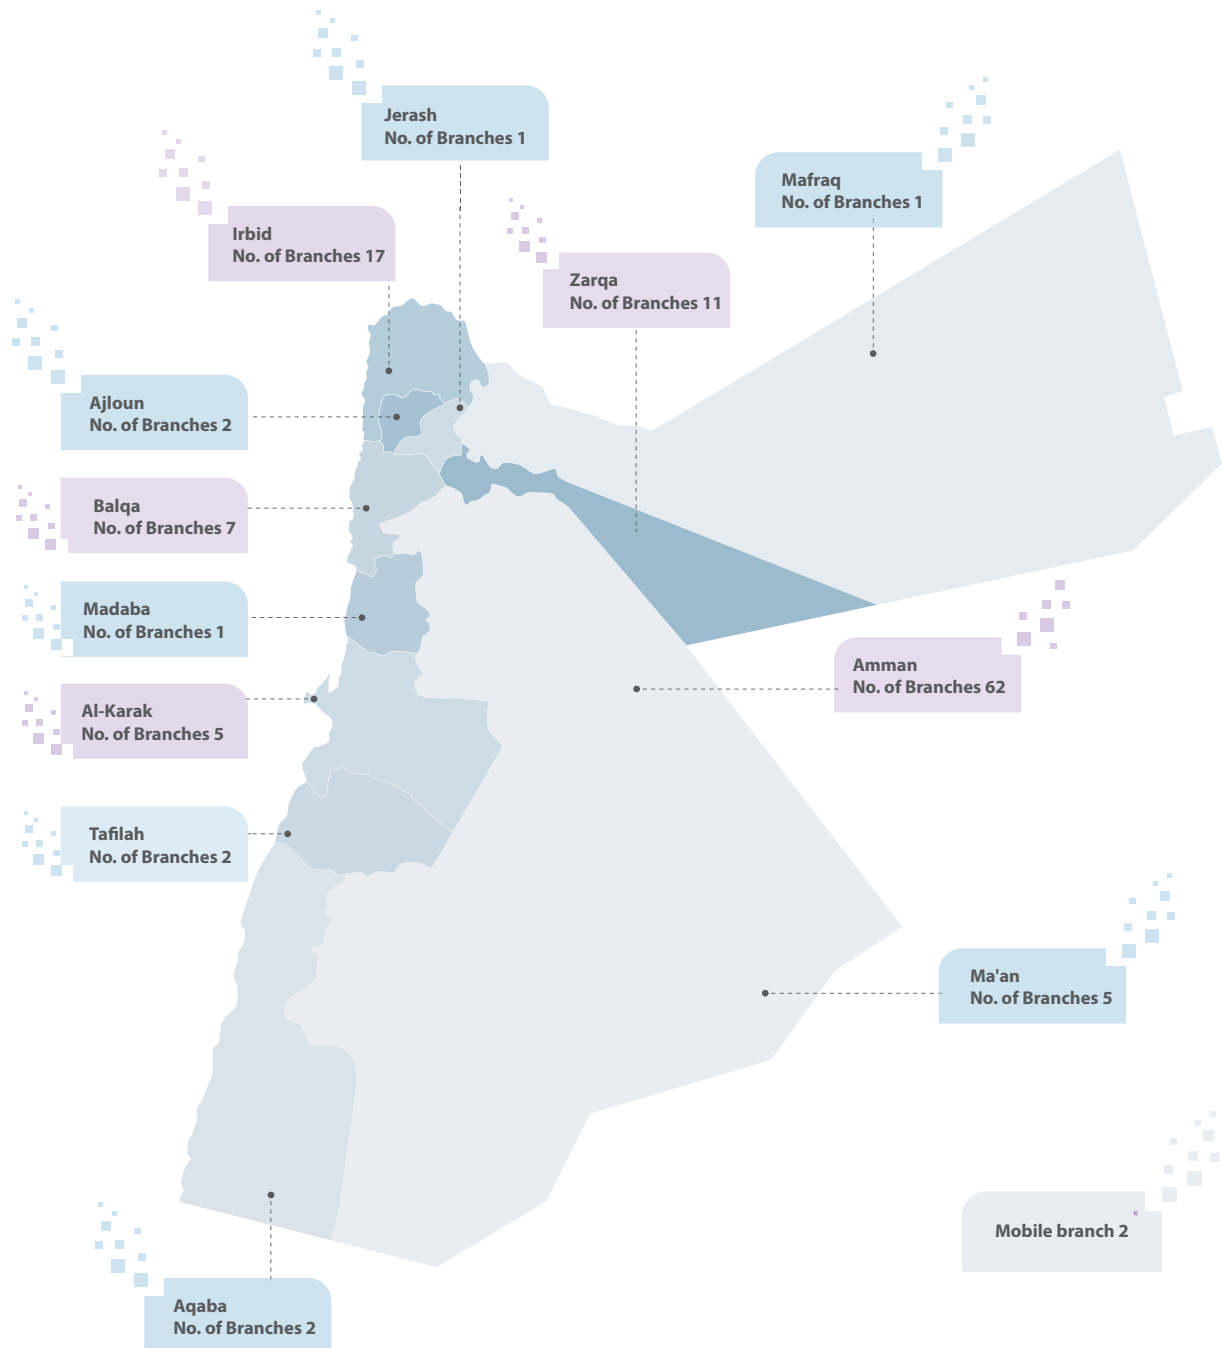 Jerash
No. of Branches 1
Mafraq
No. of Branches 1
Irbid
No. of Branches 17
Zarqa
No. of Branches 11
Ajloun
No. of Branches 2
Balqa
No. of Branches 7
Madaba
No. of Branches 1
Amman
No. of Branches 62
Al-Karak
No. of Branches 5
Tafilah
No. of Branches 2
Ma'an
No. of Branches 5
Mobile branch 2*
Aqaba
No. of Branches 2